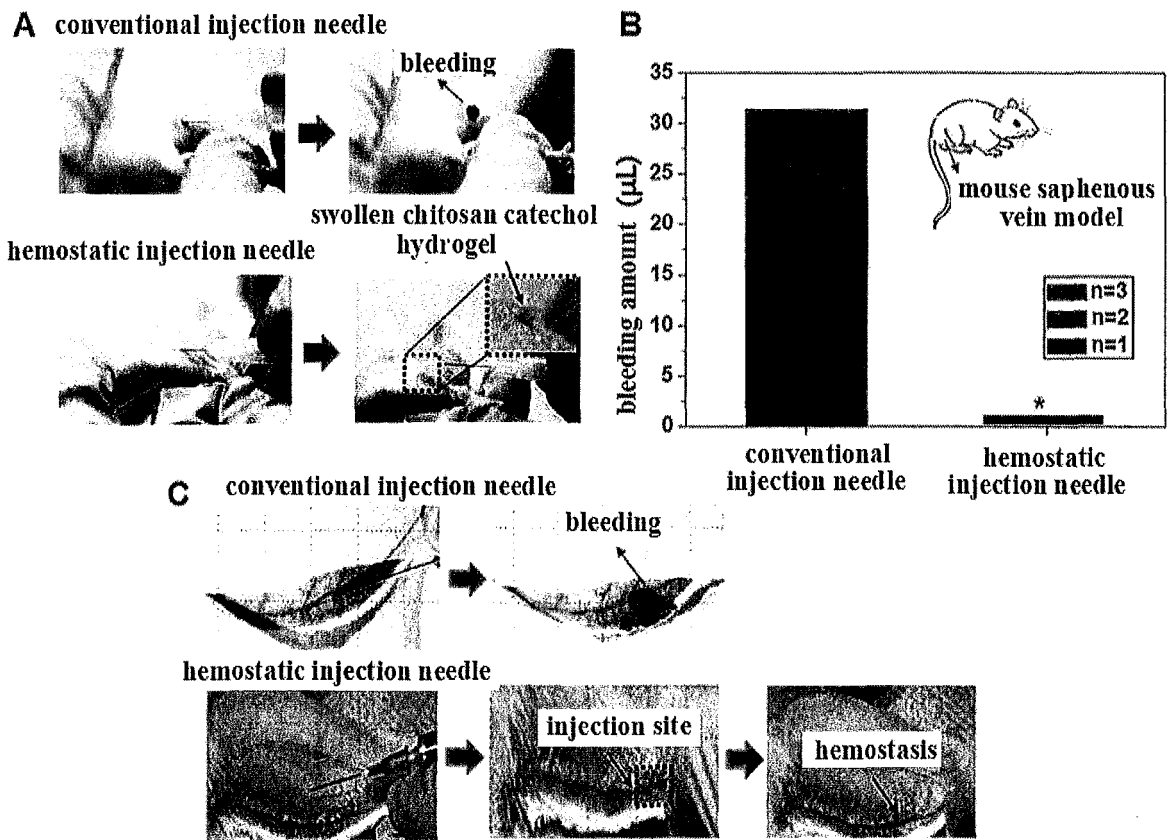 A
conventional injection needle
bleeding
swollen chitosan catechol
hydrogel
hemostatic injection needle
B
bleeding amount (µL)
35
30
25
20
15
10
5
0
mouse saphenous
vein model
n=3
n=2
n=1
*
conventional
injection needle
hemostatic
injection needle
C
conventional injection needle
bleeding
hemostatic injection needle
injection site
hemostasis